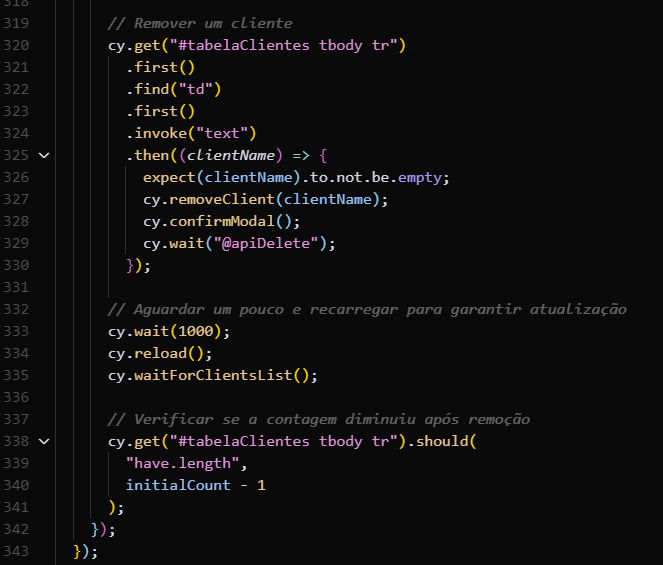 318
319 // Remover um cliente
320 cy.get("#tabelaClientes tbody tr")
321 .first()
322 .find("td")
323 .first()
324 .invoke("text")
325 .then((clientName) => {
326 expect(clientName).to.not.be.empty;
327 cy.removeClient(clientName);
328 cy.confirmModal();
329 cy.wait("@apiDelete");
330 });
331
332 // Aguardar um pouco e recarregar para garantir atualização
333 cy.wait(1000);
334 cy.reload();
335 cy.waitForClientsList();
336
337 // Verificar se a contagem diminuiu após remoção
338 cy.get("#tabelaClientes tbody tr").should(
339 "have.length",
340 initialCount - 1
341 );
342 });
343 });